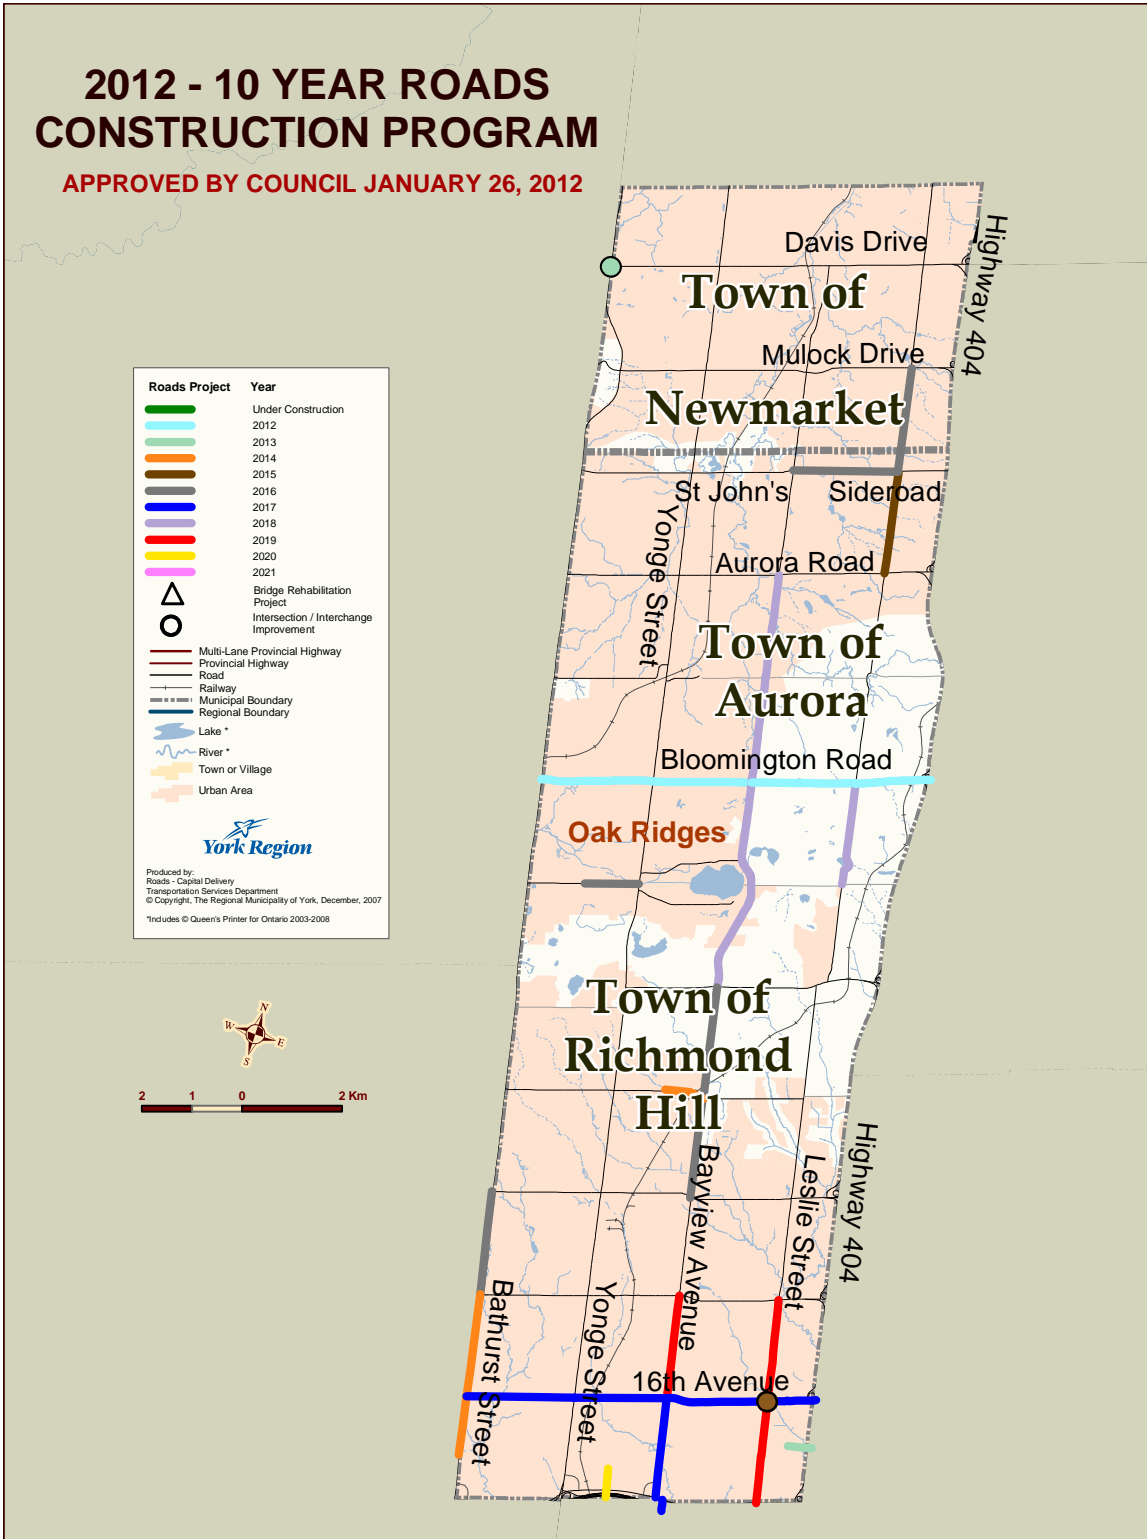 2012 - 10 YEAR ROADS
CONSTRUCTION PROGRAM
APPROVED BY COUNCIL JANUARY 26, 2012
Davis Drive
Highway 404
Town of
Mulock Drive
Newmarket
St John's Sideroad
Yonge Street
Aurora Road
Town of
Aurora
Bloomington Road
Oak Ridges
Town of
Richmond
Hill
Bayview Avenue
Leslie Street
Highway 404
Bathurst Street
Yonge Street
16th Avenue
Roads Project Year
Under Construction
2012
2013
2014
2015
2016
2017
2018
2019
2020
2021
Bridge Rehabilitation
Project
Intersection / Interchange
Improvement
Multi-Lane Provincial Highway
Provincial Highway
Road
Railway
Municipal Boundary
Regional Boundary
Lake *
River *
Town or Village
Urban Area
York Region
Produced by:
Roads - Capital Delivery
Transportation Services Department
© Copyright, The Regional Municipality of York, December, 2007
*Includes © Queen's Printer for Ontario 2003-2008
N
W
E
S
2 1 0 2 Km